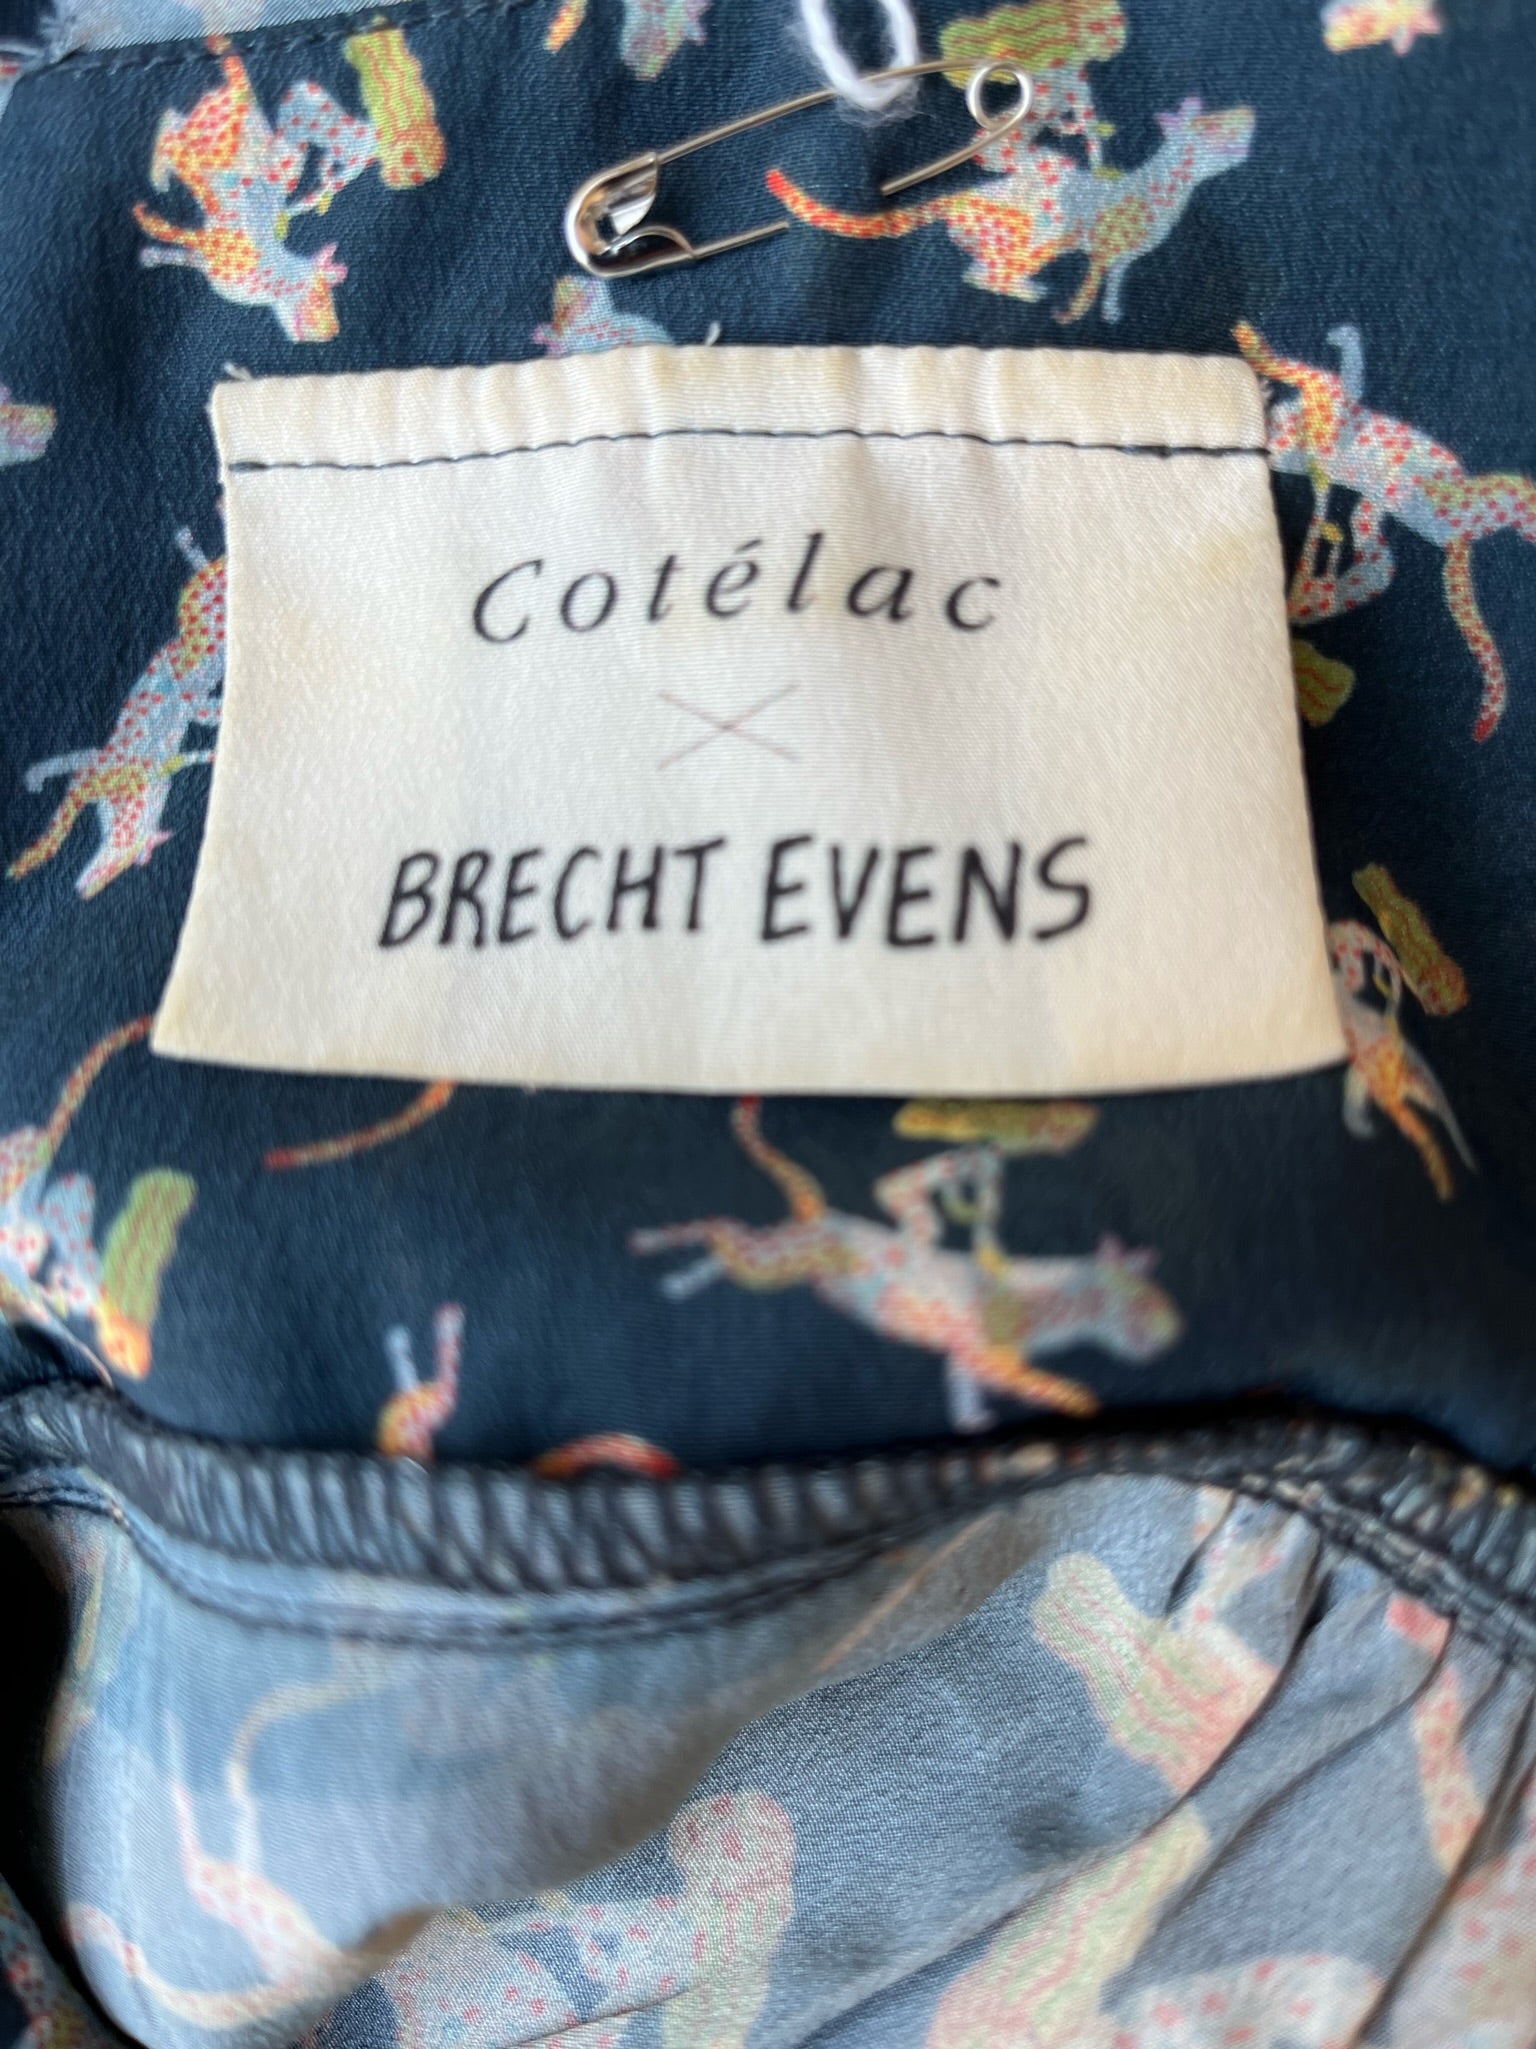 Cotélac
X
BRECHT EVENS